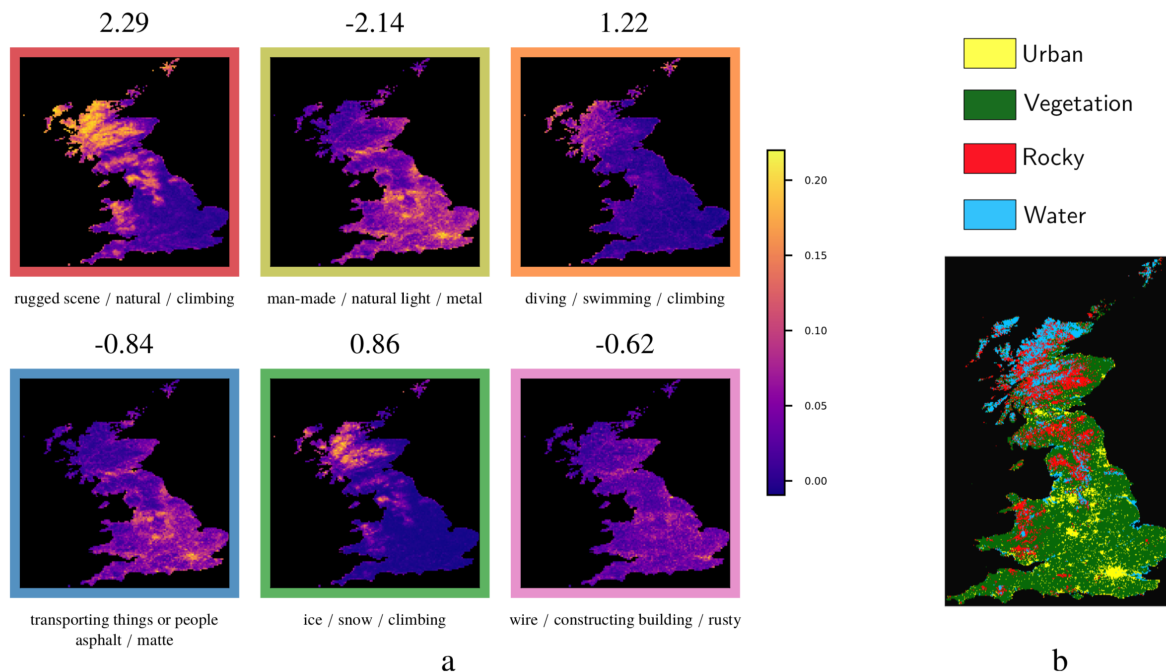 2.29
-2.14
1.22
rugged scene / natural / climbing
man-made / natural light / metal
diving / swimming / climbing
-0.84
0.86
-0.62
transporting things or people
asphalt / matte
ice / snow / climbing
wire / constructing building / rusty
0.20
0.15
0.10
0.05
0.00
a
Urban
Vegetation
Rocky
Water
b